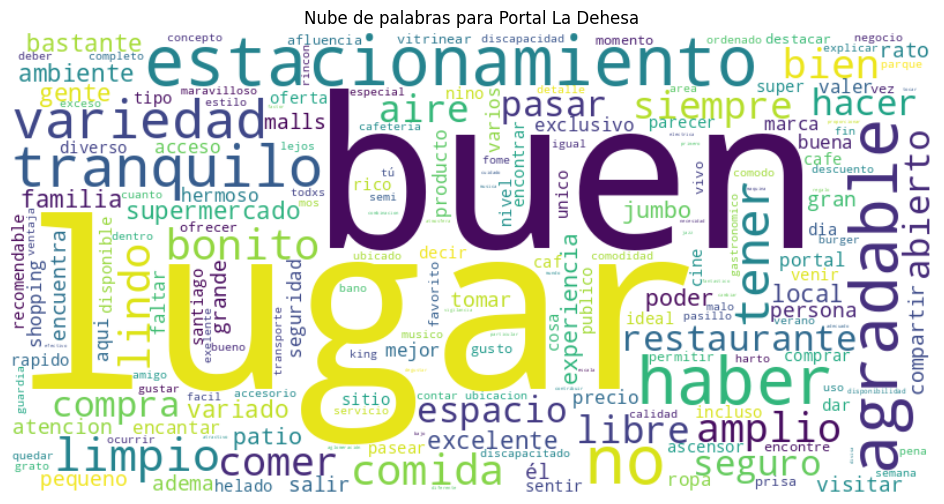 Nube de palabras para Portal La Dehesa
concepto afluencia vitrinear discapacidad momento ordenado destacar negocio
deber completo bastante estacionamiento bien explicar rato
ambiente maravilloso rincon area parque
gente exceso estilo tipo oferta especial aire nino detalle pasar siempre super valer vez hacer
variedad malls cafeteria varios exclusivo parecer marca buena fin
diverso acceso lejos producto fome encontrar igual cafe descuento
tranquilo todxs tú rico buen nivel unico vivo comodo
familia cuanto hermoso mos semi jumbo gran abierto
recomendable ventaja dentro ofrecer supermercado gastronomico dia burger
shopping encuentra disponible lindo bonito ubicado decir caf comodidad cine portal venir agradable
aqui faltar santiago grande seguridad bano favorito tomar experiencia publico tener local compartir
lugar transporte musico cosa ideal poder malo persona
exelente bueno king mejor gusto pasillo verano restaurante
rapido amigo gustar sitio permitir harto comprar
guardia facil accesorio contar ubicacion precio haber uso disponibilidad
compra variado servicio espacio calidad incluso dar
atencion encantar libre amplio
ocurrir patio pasear excelente no ascensor encontre pena
quedar limpio comer comida discapacitado él seguro semana
grato pequeno adema helado salir sentir ropa prisa visitar